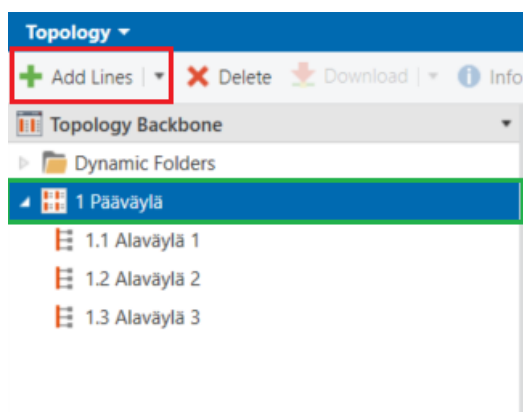 Topology
Add Lines Delete Download Info
Topology Backbone
Dynamic Folders
1 Pääväylä
1.1 Alaväylä 1
1.2 Alaväylä 2
1.3 Alaväylä 3